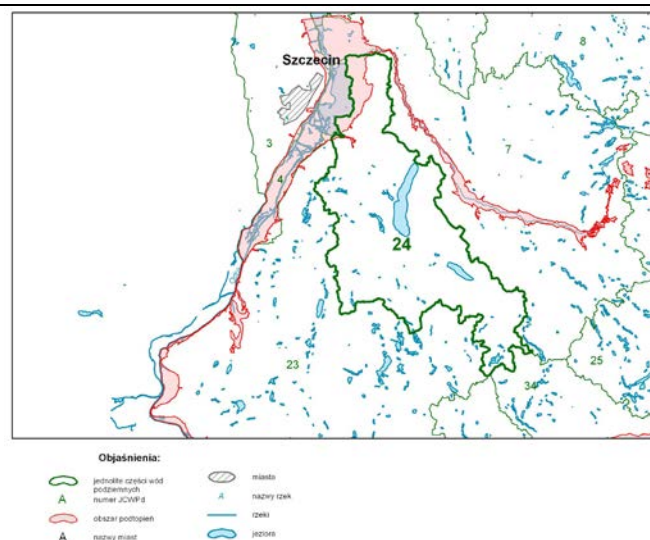 8
Szczecin
3
7
4
24
23
25
34
Objaśnienia:
jednolite części wód
podziemnych
A numer JCWPd
obszar podtopień
A nazwy miast
miasta
A nazwy rzek
rzeki
jeziora